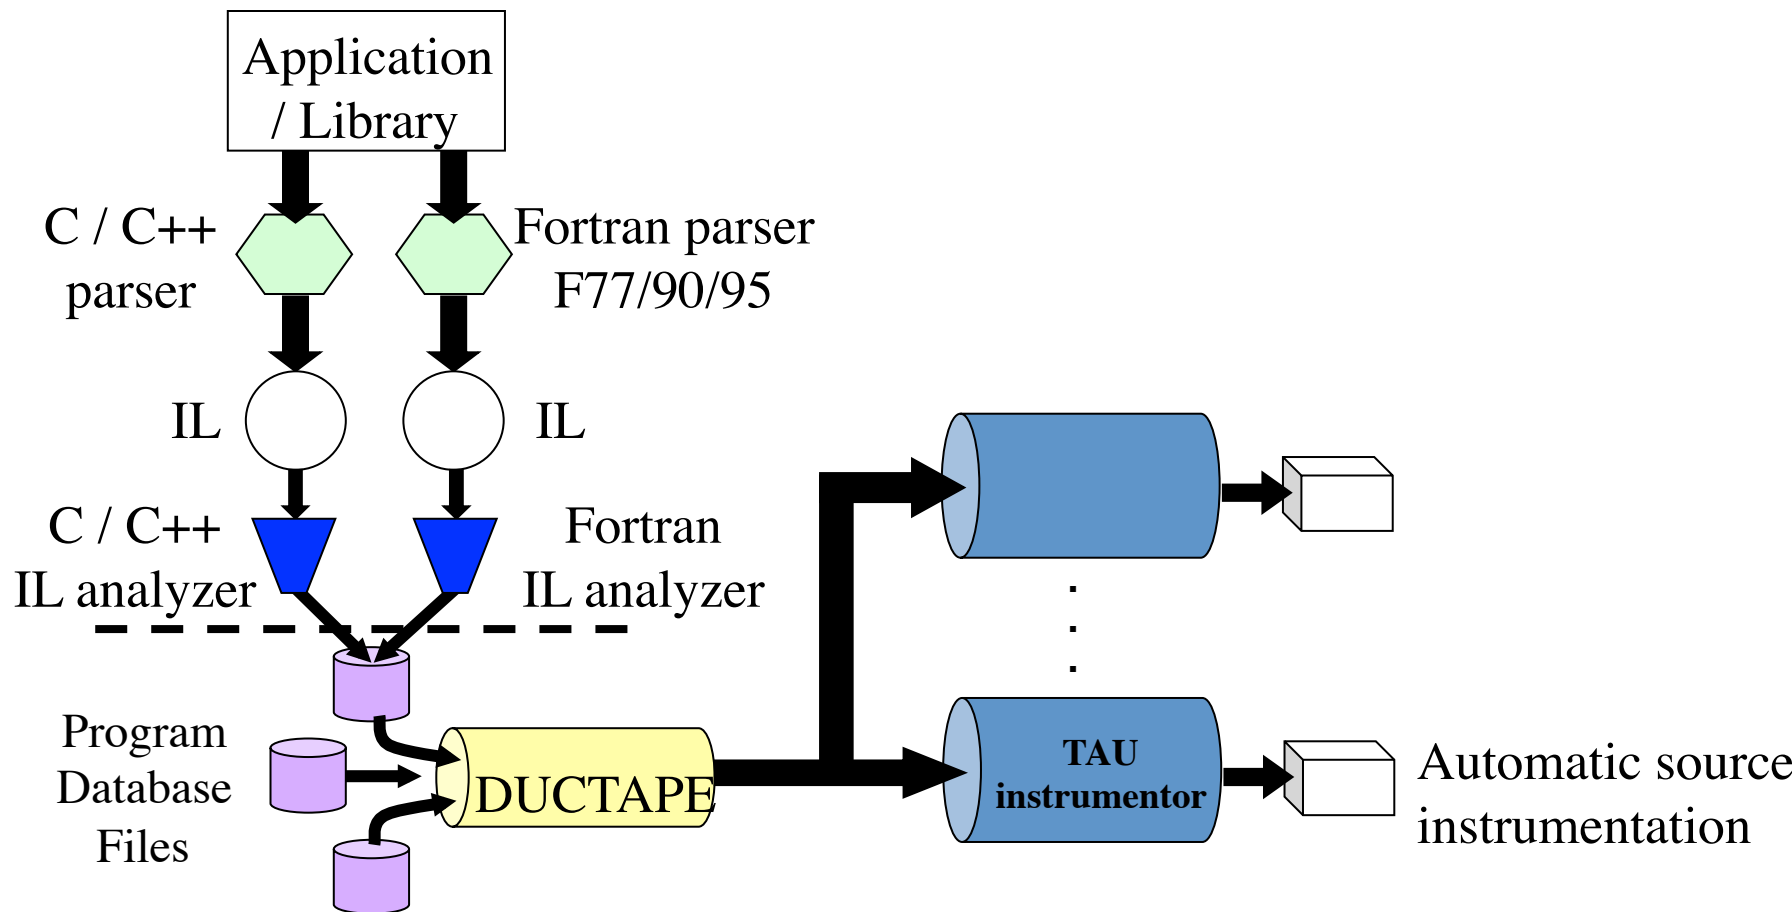 Application
/ Library
C / C++
parser
Fortran parser
F77/90/95
IL
IL
C / C++
IL analyzer
Fortran
IL analyzer
Program
Database
Files
DUCTAPE
TAU
instrumentor
Automatic source
instrumentation